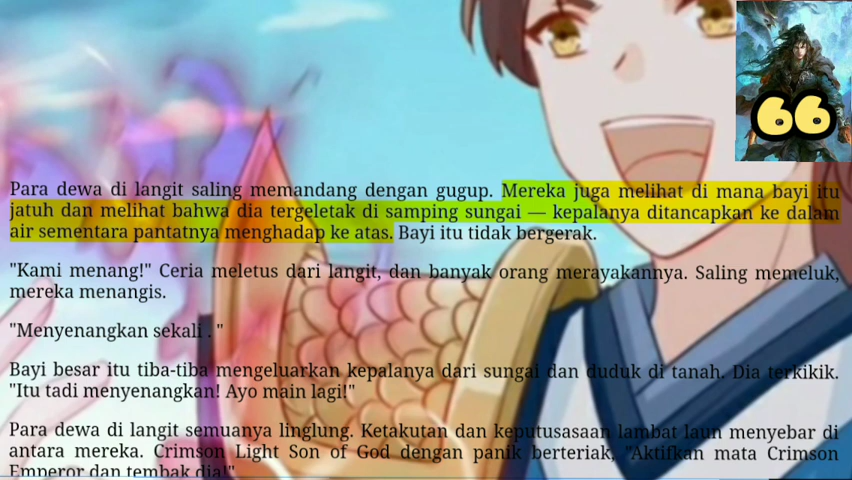 66
Para dewa di langit saling memandang dengan gugup. Mereka juga melihat di mana bayi itu
jatuh dan melihat bahwa dia tergeletak di samping sungai — kepalanya ditancapkan ke dalam
air sementara pantatnya menghadap ke atas. Bayi itu tidak bergerak.
"Kami menang!" Ceria meletus dari langit, dan banyak orang merayakannya. Saling memeluk,
mereka menangis.
"Menyenangkan sekali . "
Bayi besar itu tiba-tiba mengeluarkan kepalanya dari sungai dan duduk di tanah. Dia terkikik.
"Itu tadi menyenangkan! Ayo main lagi!"
Para dewa di langit semuanya linglung. Ketakutan dan keputusasaan lambat laun menyebar di
antara mereka. Crimson Light Son of God dengan panik berteriak, "Aktifkan mata Crimson
Emperor dan tembak dia!"